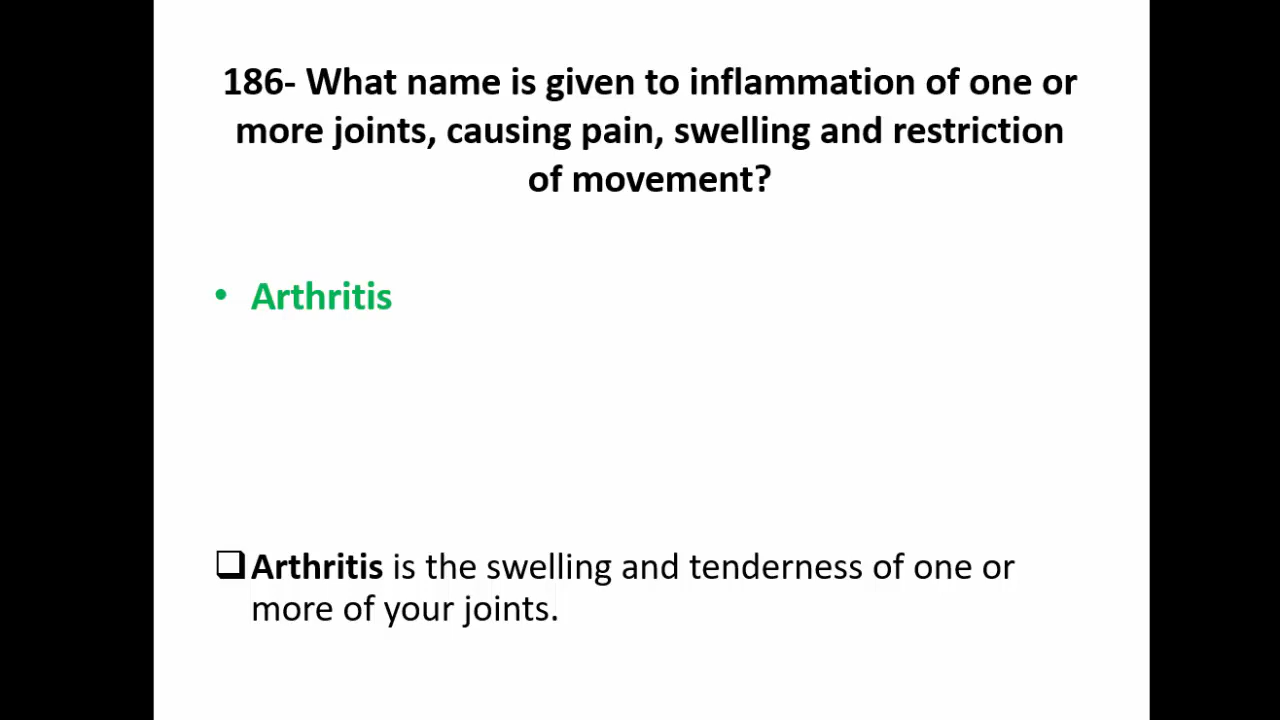 186- What name is given to inflammation of one or
more joints, causing pain, swelling and restriction
of movement?
• Arthritis
❑Arthritis is the swelling and tenderness of one or
more of your joints.